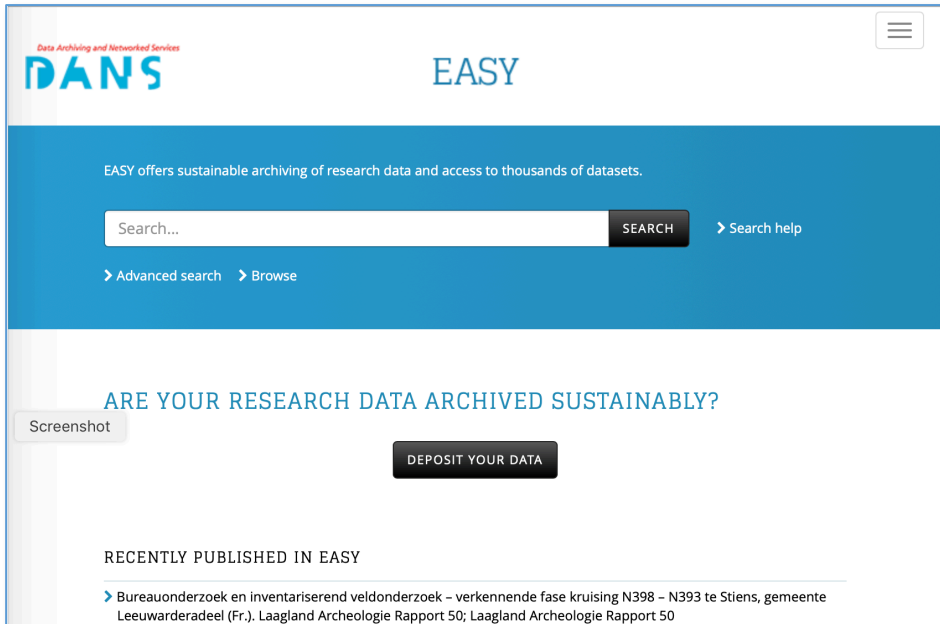 Data Archiving and Networked Services
DANS
EASY
EASY offers sustainable archiving of research data and access to thousands of datasets.
Search...
SEARCH
Search help
Advanced search
Browse
ARE YOUR RESEARCH DATA ARCHIVED SUSTAINABLY?
Screenshot
DEPOSIT YOUR DATA
RECENTLY PUBLISHED IN EASY
Bureauonderzoek en inventariserend veldonderzoek – verkennende fase kruising N398 – N393 te Stiens, gemeente
Leeuwarderadeel (Fr.). Laagland Archeologie Rapport 50; Laagland Archeologie Rapport 50